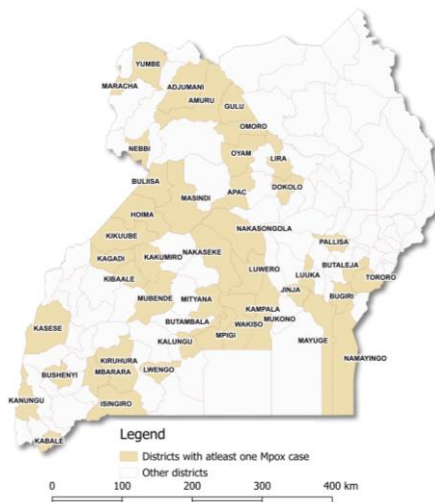 YUMBE
MARACHA
ADJUMANI
AMURU
GULU
OMORO
NEBBI
OYAM
LIRA
BULIISA
APAC
DOKOLO
MASINDI
HOIMA
NAKASONGOLA
KIKUUBE
PALLISA
KAGADI
KAKUMIRO
NAKASEKE
BUTALEJA
LUWERO
LUUKA
TORORO
KIBAALE
JINJA
BUGIRI
MUBENDE
MITYANA
KAMPALA
KASESE
BUTAMBALA
WAKISO
MUKONO
MPIGI
KALUNGU
MAYUGE
NAMAYINGO
KIRUHURA
LWENGO
MBARARA
BUSHENYI
KANUNGU
ISINGIRO
KABALE
Legend
Districts with atleast one Mpox case
Other districts
0 100 200 300 400 km